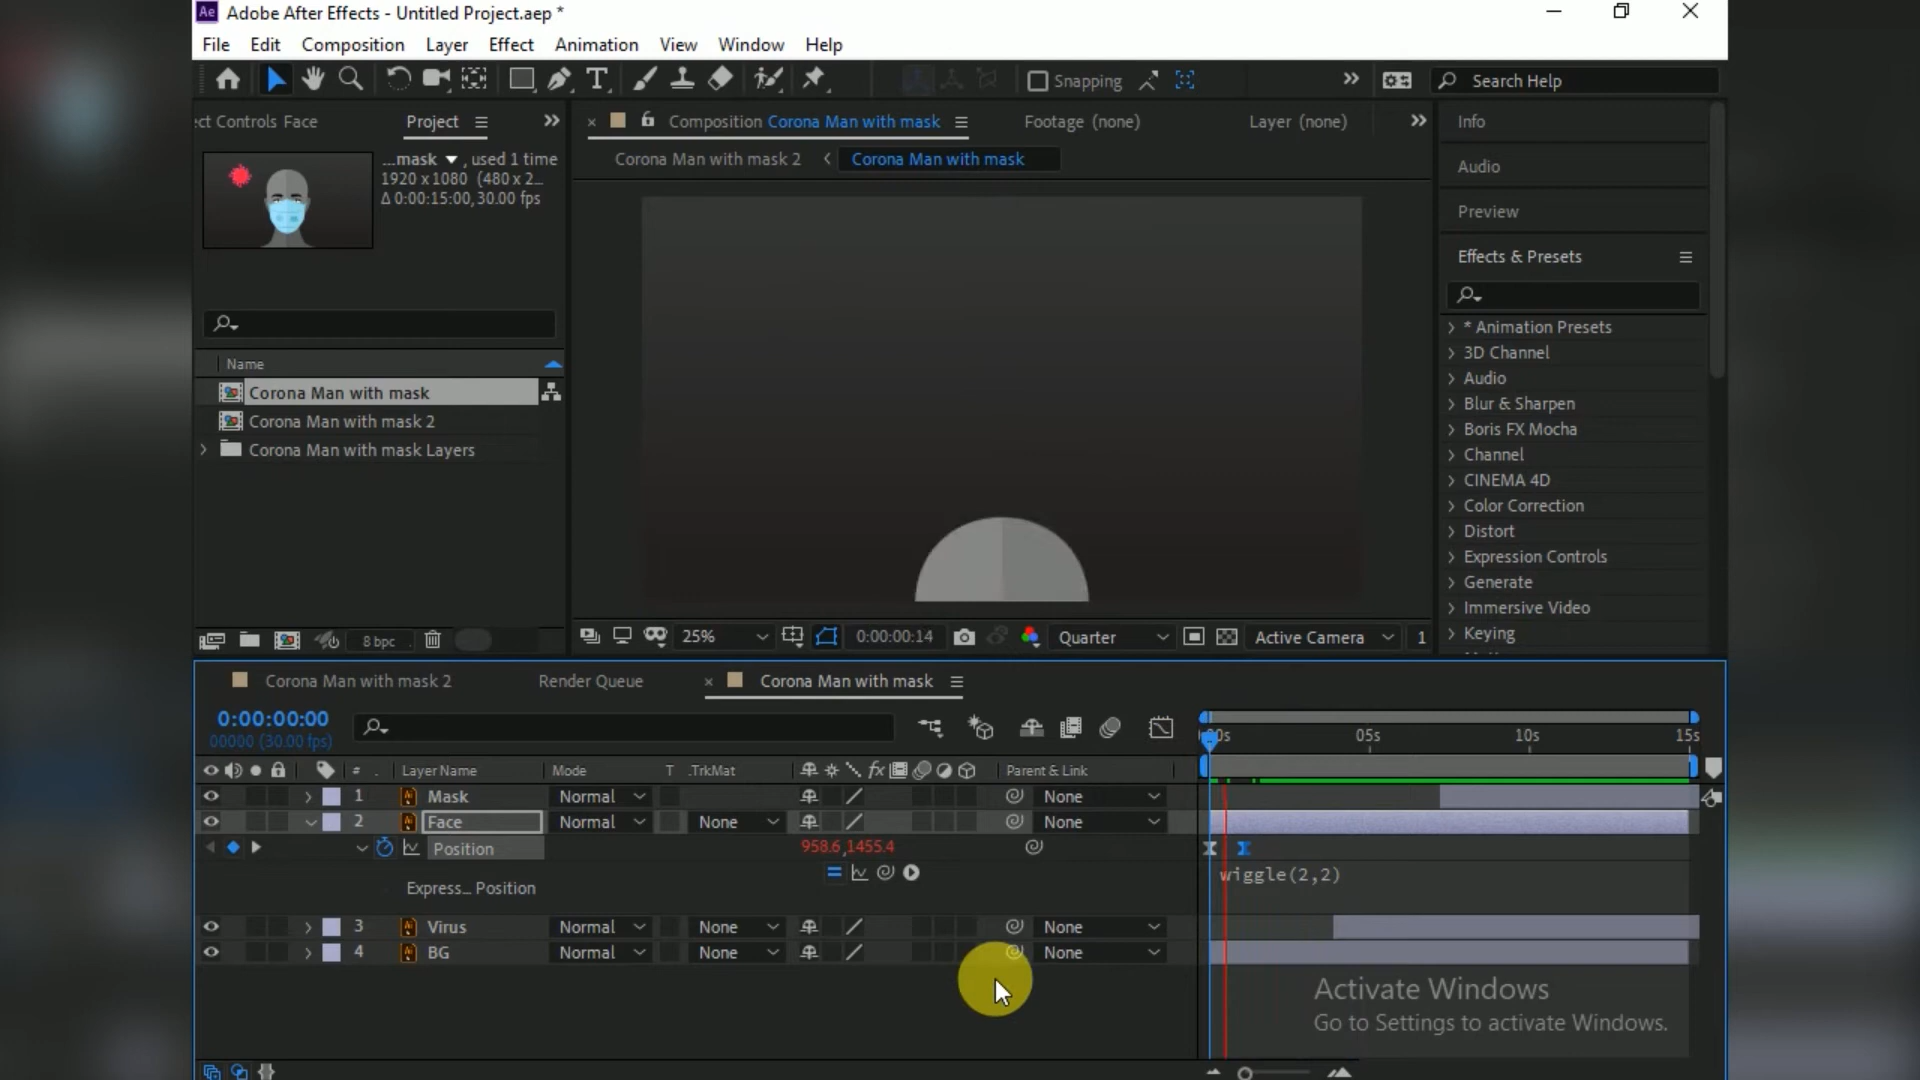 Ae Adobe After Effects - Untitled Project.aep *
File Edit Composition Layer Effect Animation View Window Help
Snapping Search Help
ct Controls Face Project
Composition Corona Man with mask Footage (none) Layer (none)
Corona Man with mask 2 Corona Man with mask
...mask , used 1 time
1920 x 1080 (480 x 2...
Δ 0:00:15:00, 30.00 fps
Name
Corona Man with mask
Corona Man with mask 2
Corona Man with mask Layers
8 bpc
25% 0:00:00:14 Quarter Active Camera 1
Info
Audio
Preview
Effects & Presets
* Animation Presets
3D Channel
Audio
Blur & Sharpen
Boris FX Mocha
Channel
CINEMA 4D
Color Correction
Distort
Expression Controls
Generate
Immersive Video
Keying
Corona Man with mask 2 Render Queue Corona Man with mask
0:00:00:00
00000 (30.00 fps)
00s 05s 10s 15s
# . Layer Name Mode T .TrkMat fx Parent & Link
1 Mask Normal None
2 Face Normal None None
Position 958.6,1455.4
Express... Position wiggle(2,2)
3 Virus Normal None None
4 BG Normal None None
Activate Windows
Go to Settings to activate Windows.